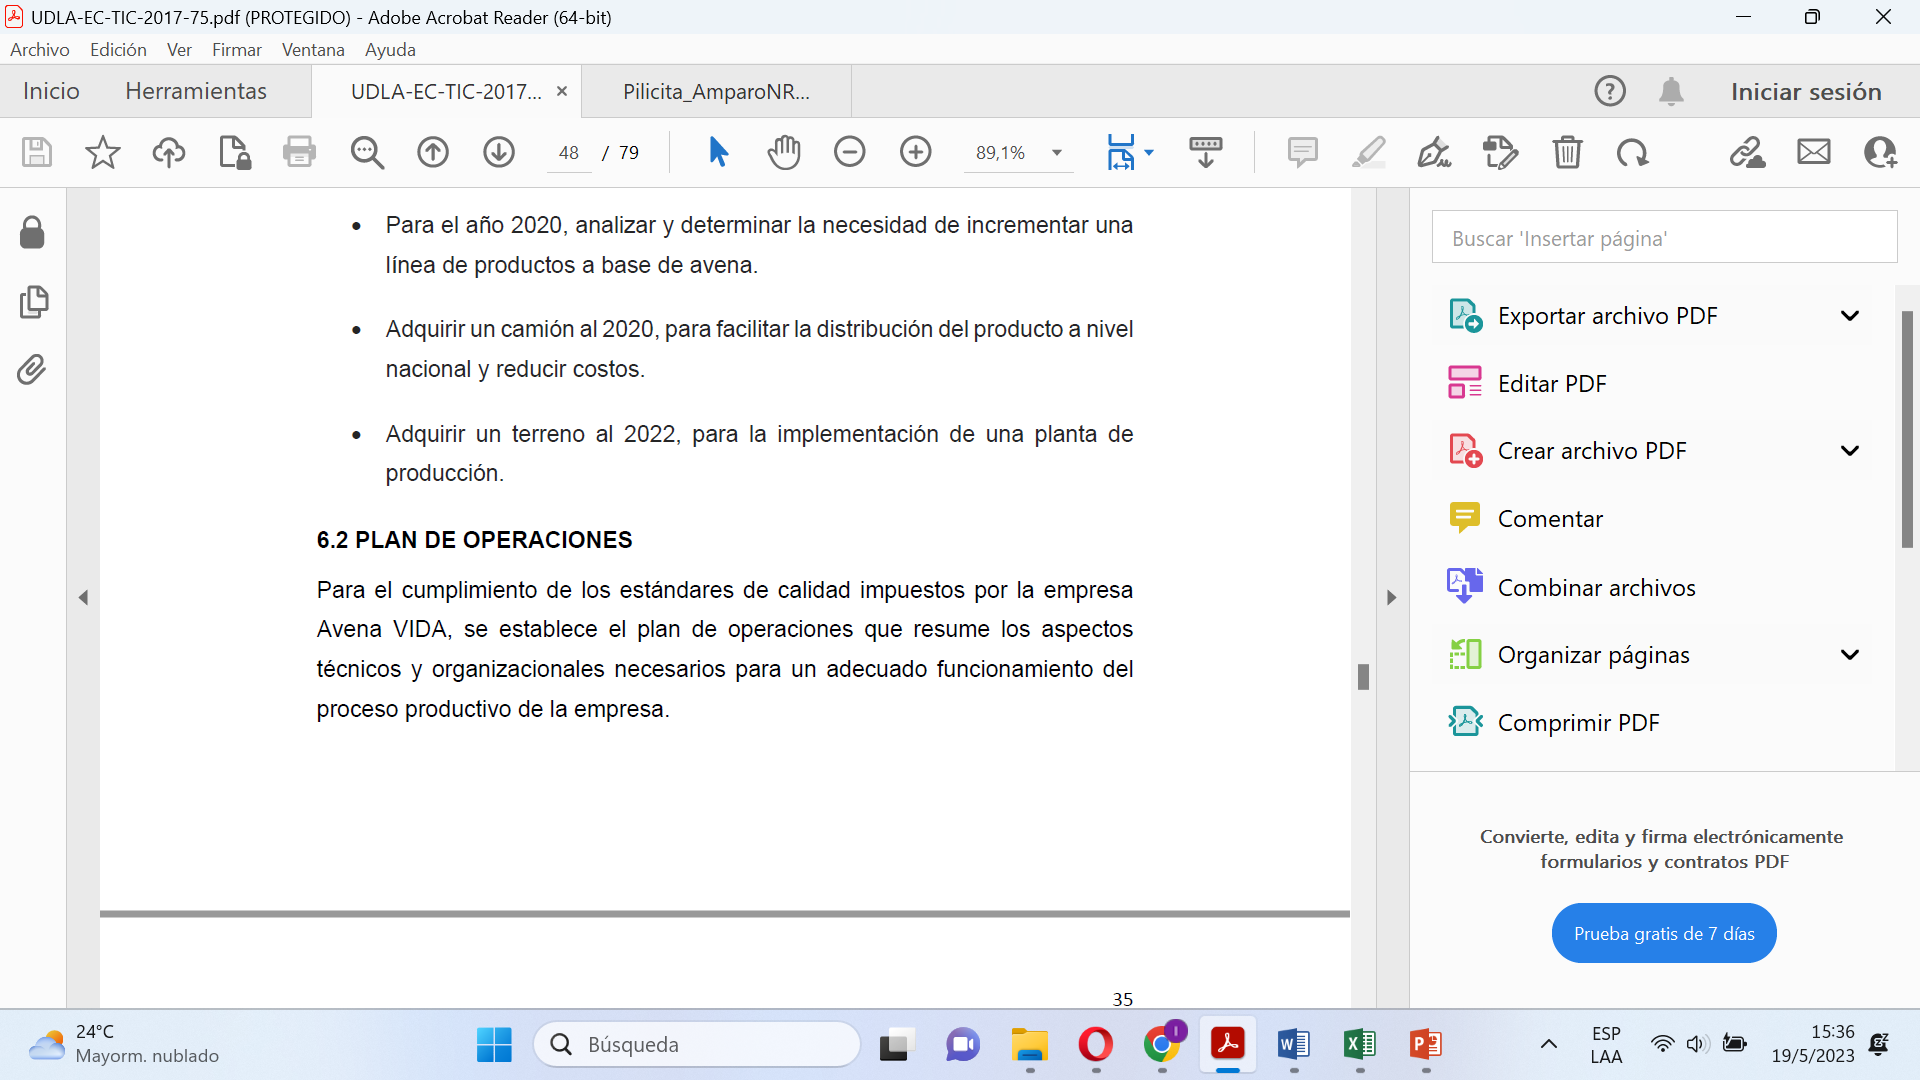 UDLA-EC-TIC-2017-75.pdf (PROTEGIDO) - Adobe Acrobat Reader (64-bit)
Archivo Edición Ver Firmar Ventana Ayuda
Inicio Herramientas UDLA-EC-TIC-2017... × Pilicita_AmparoNR... Iniciar sesión
48 / 79 89,1%
• Para el año 2020, analizar y determinar la necesidad de incrementar una
línea de productos a base de avena.
• Adquirir un camión al 2020, para facilitar la distribución del producto a nivel
nacional y reducir costos.
• Adquirir un terreno al 2022, para la implementación de una planta de
producción.
6.2 PLAN DE OPERACIONES
Para el cumplimiento de los estándares de calidad impuestos por la empresa
Avena VIDA, se establece el plan de operaciones que resume los aspectos
técnicos y organizacionales necesarios para un adecuado funcionamiento del
proceso productivo de la empresa.
35
Buscar 'Insertar página'
Exportar archivo PDF
Editar PDF
Crear archivo PDF
Comentar
Combinar archivos
Organizar páginas
Comprimir PDF
Convierte, edita y firma electrónicamente
formularios y contratos PDF
Prueba gratis de 7 días
24°C
Mayorm. nublado
Búsqueda
ESP
LAA
15:36
19/5/2023